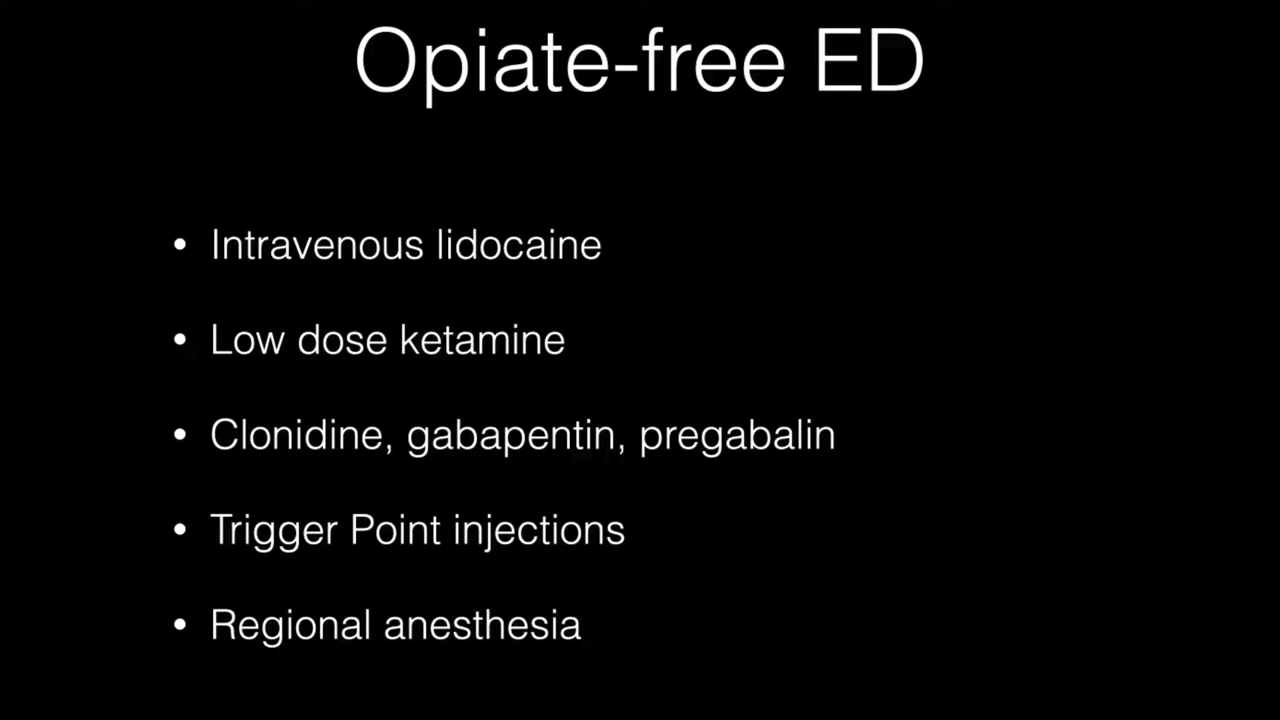 Opiate-free ED
• Intravenous lidocaine
• Low dose ketamine
• Clonidine, gabapentin, pregabalin
• Trigger Point injections
• Regional anesthesia